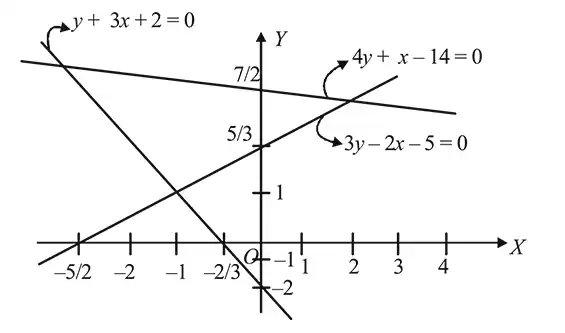 y + 3x + 2 = 0
Y
7/2
4y + x – 14 = 0
5/3
3y – 2x – 5 = 0
1
O
–1
X
–5/2 –2 –1 –2/3 1 2 3 4
–2